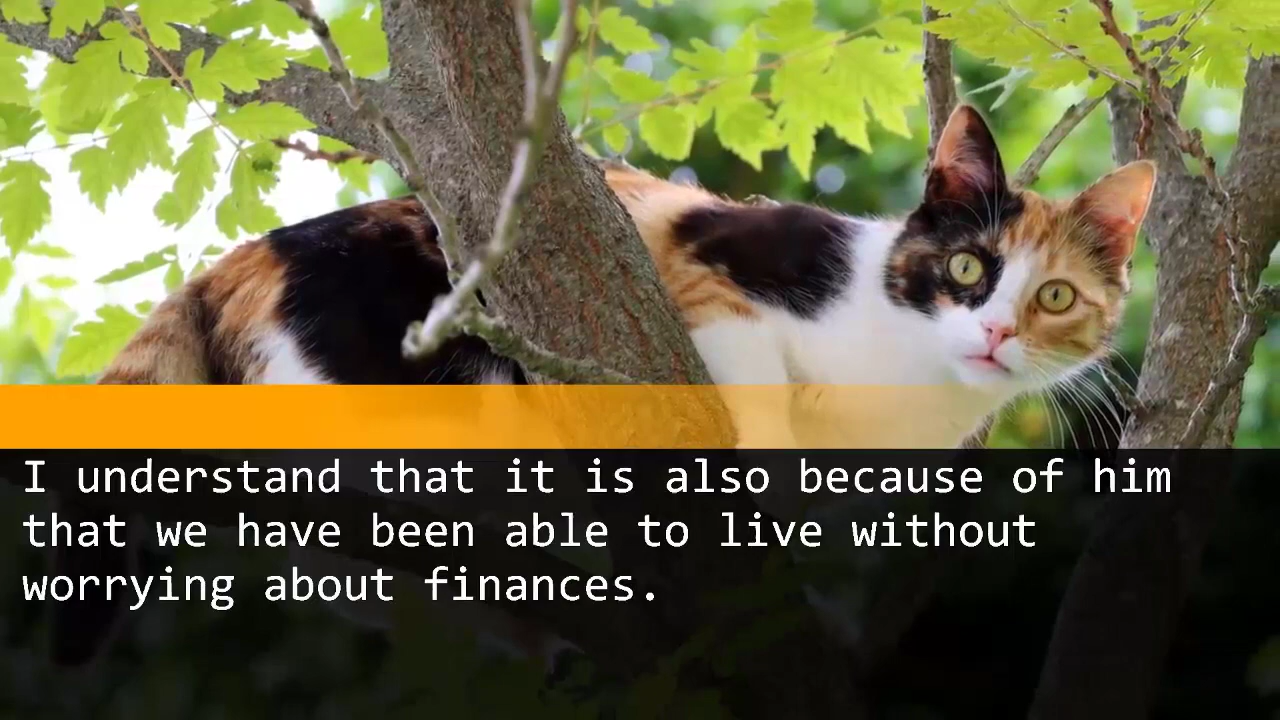 I understand that it is also because of him
that we have been able to live without
worrying about finances.